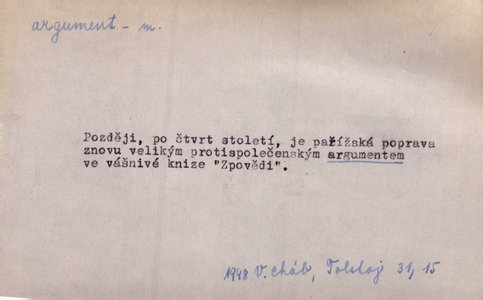 argument - m.
Později, po čtvrt století, je pařížská poprava
znovu velikým protispolečenským argumentem
ve vášnivé knize "Zpovědi".
1948 V. Cháb, Tolstoj 31, 15